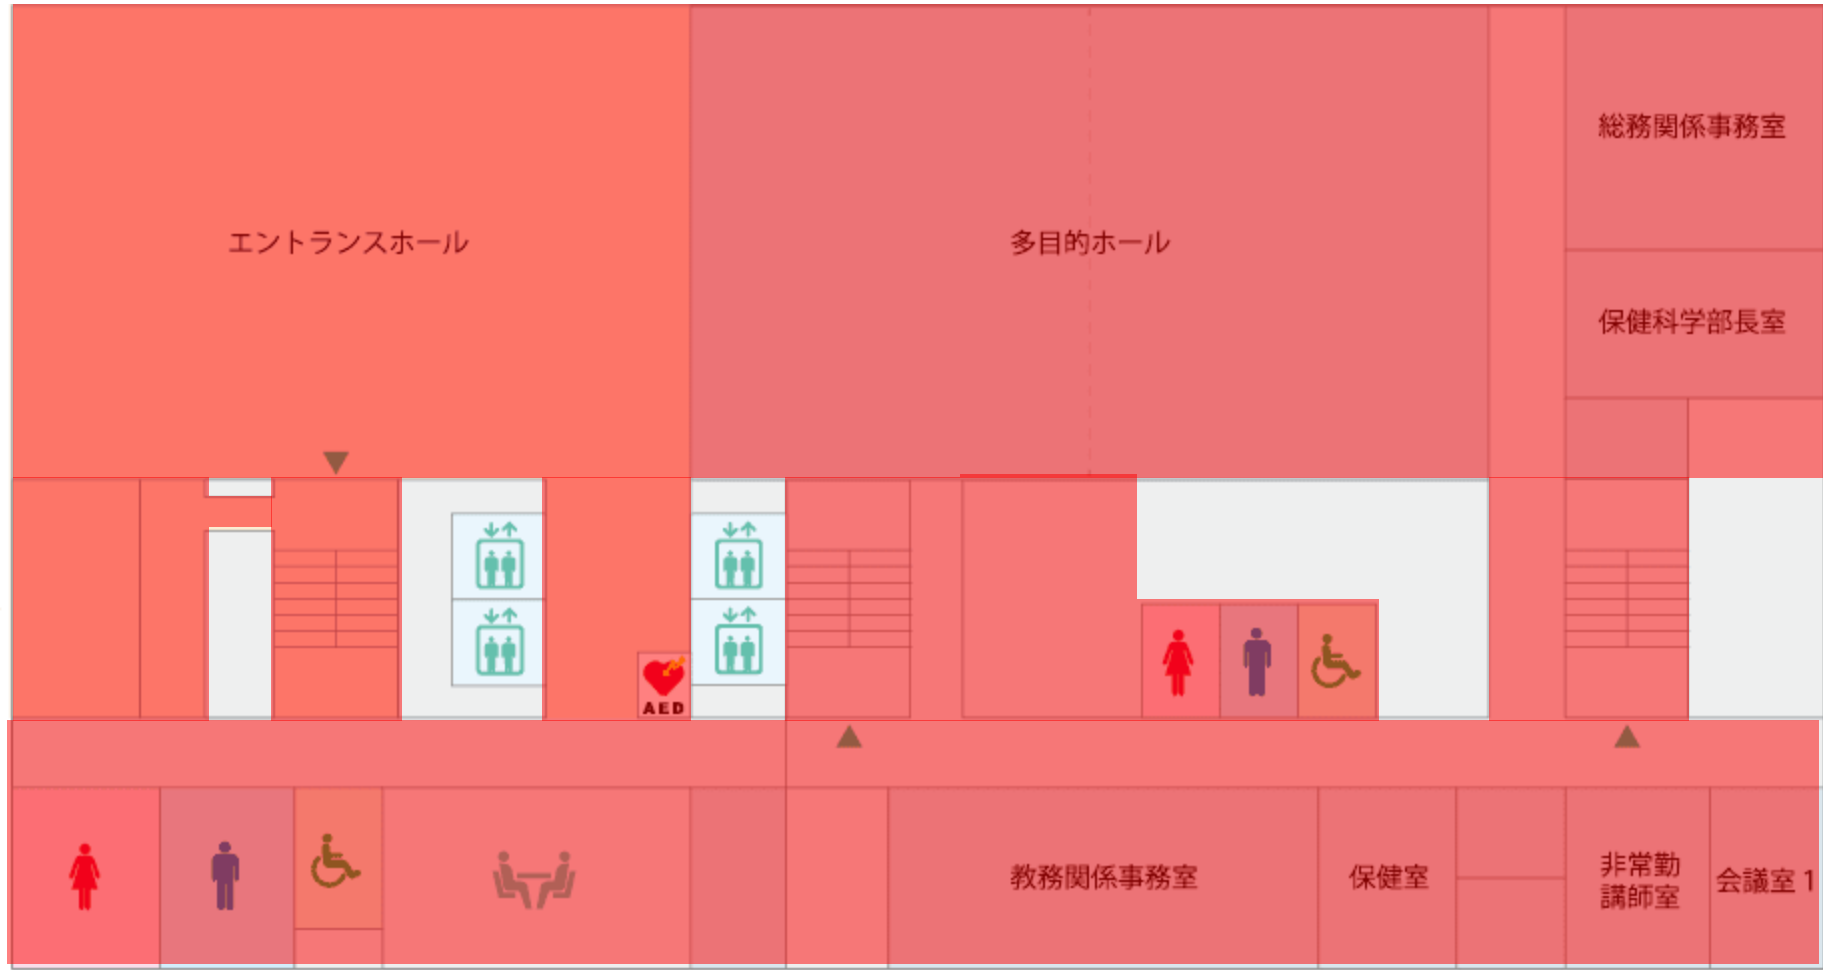 総務関係事務室
エントランスホール
多目的ホール
保健科学部長室
AED
教務関係事務室
保健室
非常勤
講師室
会議室 1